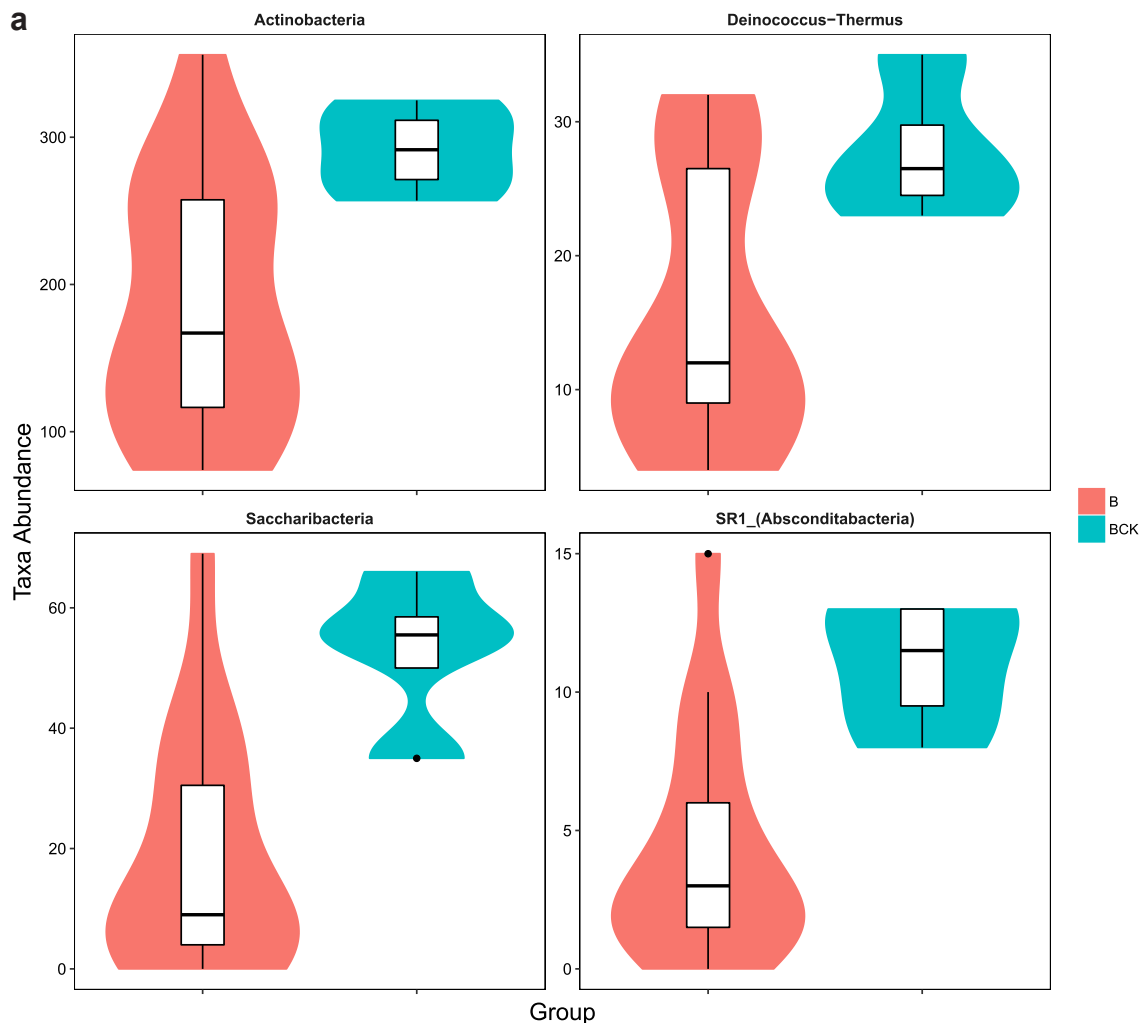 a
Actinobacteria
Deinococcus−Thermus
300
200
100
30
20
10
Saccharibacteria
SR1_(Absconditabacteria)
60
40
20
0
15
10
5
0
Taxa Abundance
Group
B
BCK